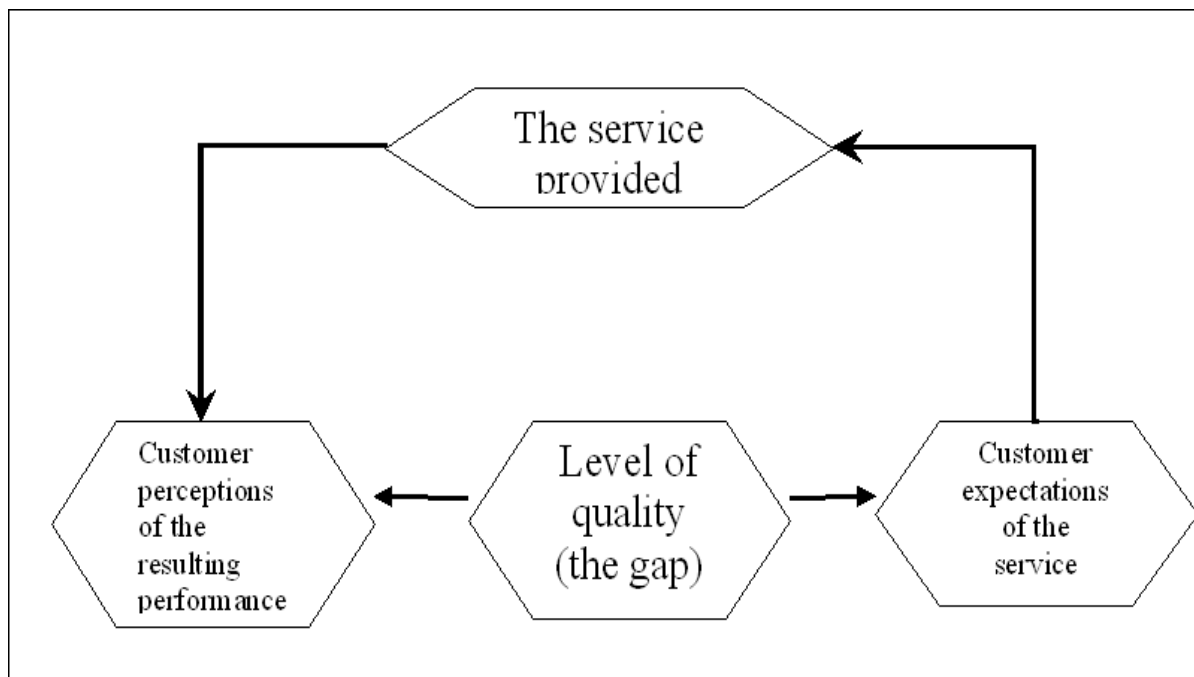 The service
provided
Customer
perceptions
of the
resulting
performance
Level of
quality
(the gap)
Customer
expectations
of the
service